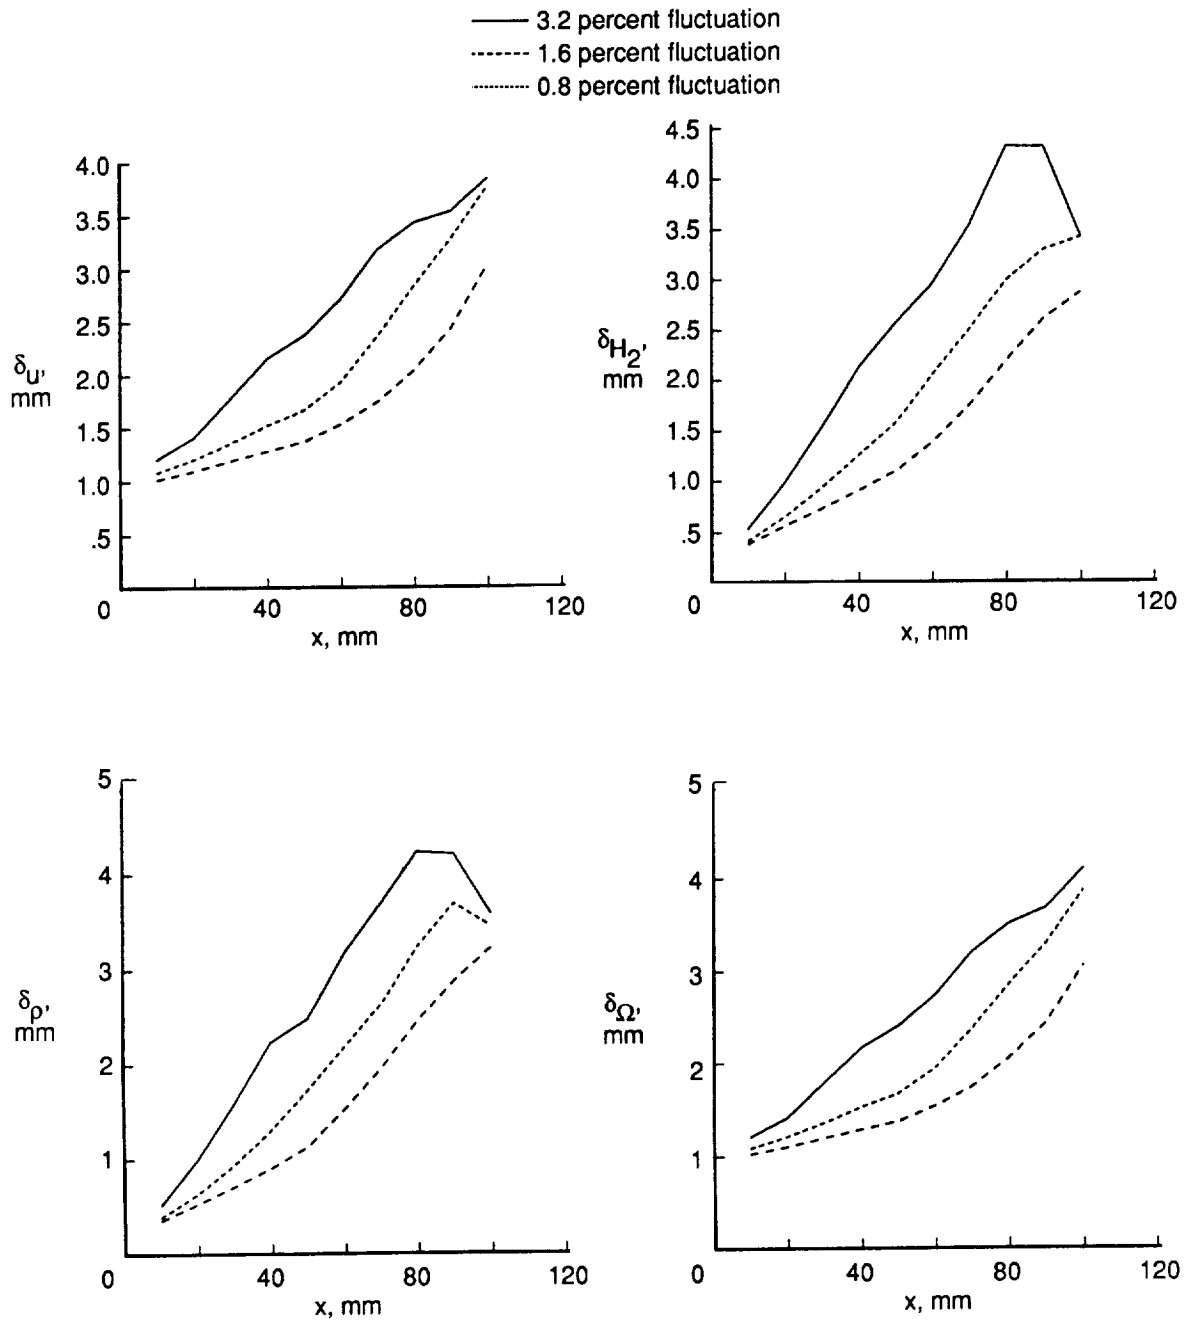 3.2 percent fluctuation
1.6 percent fluctuation
0.8 percent fluctuation
4.0
3.5
3.0
2.5
2.0
1.5
1.0
.5
δu,
mm
0
40
80
120
x, mm
4.5
4.0
3.5
3.0
2.5
2.0
1.5
1.0
.5
δH2,
mm
0
40
80
120
x, mm
5
4
3
2
1
δρ,
mm
0
40
80
120
x, mm
5
4
3
2
1
δΩ,
mm
0
40
80
120
x, mm